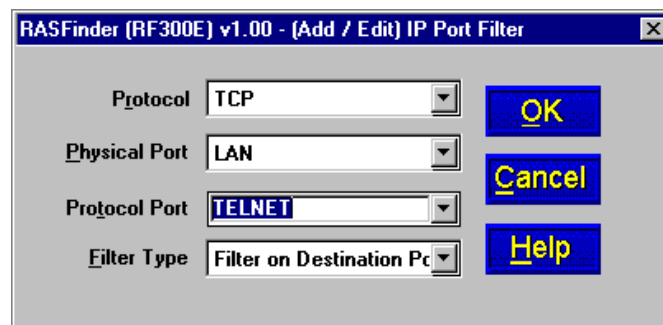 RASFinder (RF300E) v1.00 - (Add / Edit) IP Port Filter
Protocol TCP
OK
Physical Port LAN
Cancel
Protocol Port TELNET
Filter Type Filter on Destination Pc
Help